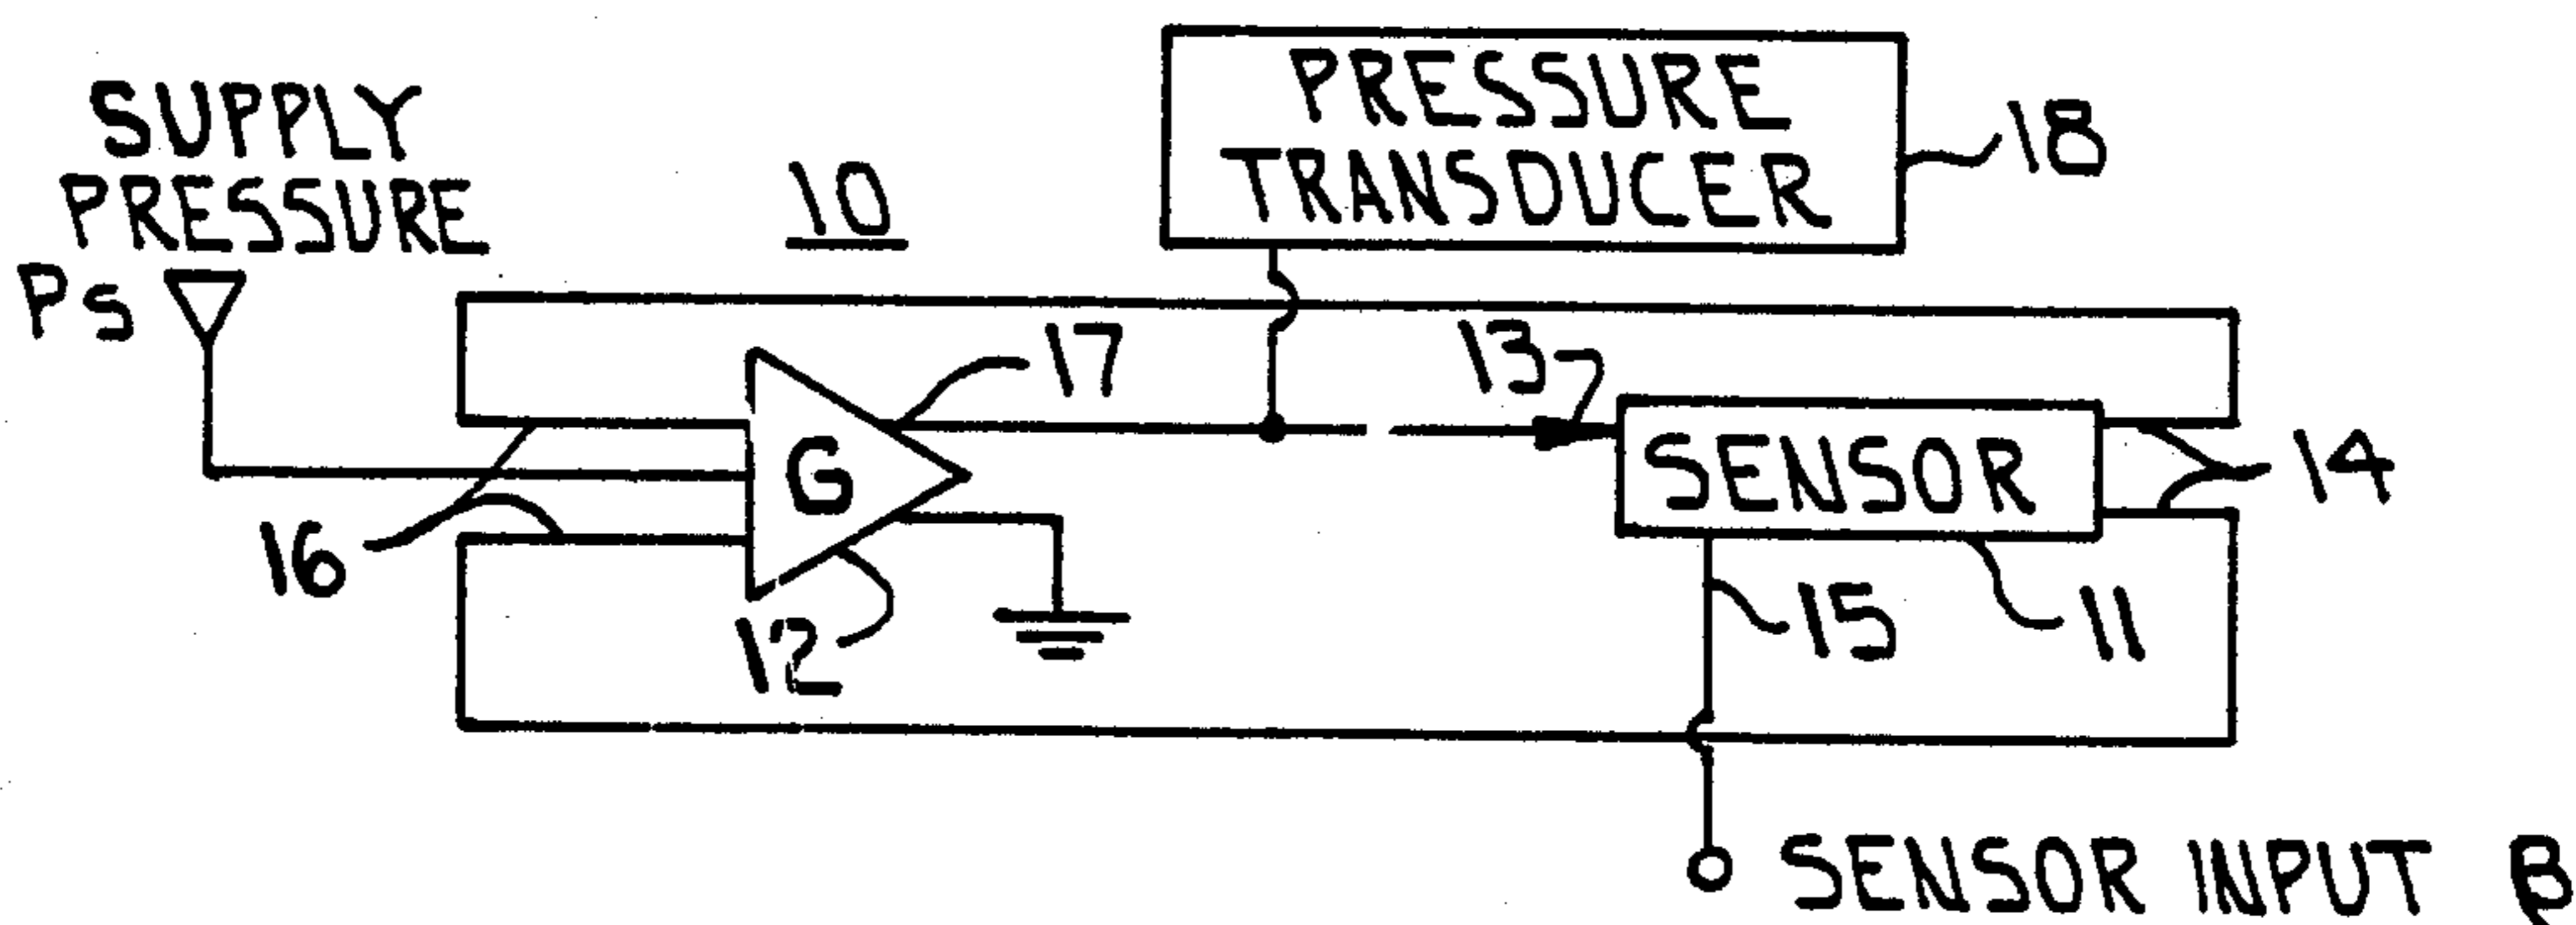 SUPPLY
PRESSURE
Ps
10
PRESSURE
TRANSDUCER
18
17
13
G
SENSOR
14
16
12
15
11
SENSOR INPUT β